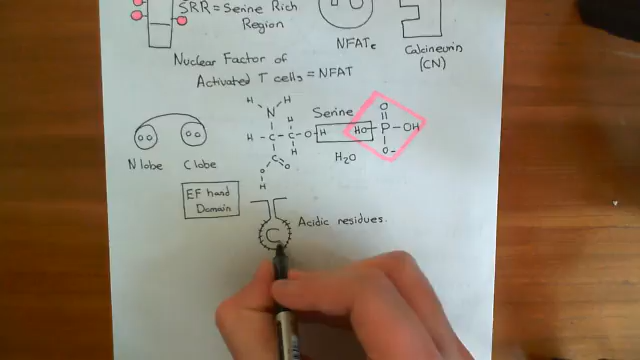 SRR = Serine Rich
Region
NFATc
Calcineurin
(CN)
Nuclear Factor of
Activated T cells = NFAT
H H
N
H - C - C - O - H
H
H
C
O
O
H
Serine
HO - P - OH
O
O-
H2O
N lobe
C lobe
EF hand
Domain
Acidic residues.
C